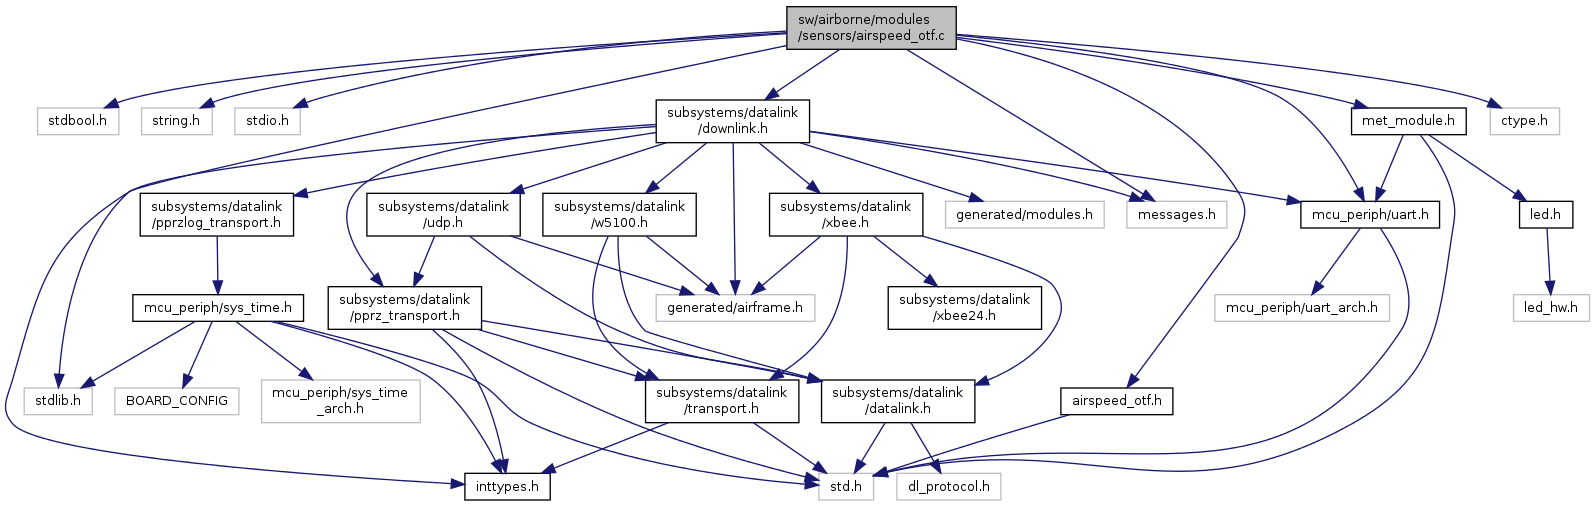 sw/airborne/modules
/sensors/airspeed_otf.c
stdbool.h
string.h
stdio.h
subsystems/datalink
/downlink.h
met_module.h
ctype.h
subsystems/datalink
/pprzlog_transport.h
subsystems/datalink
/udp.h
subsystems/datalink
/w5100.h
subsystems/datalink
/xbee.h
generated/modules.h
messages.h
mcu_periph/uart.h
led.h
mcu_periph/sys_time.h
subsystems/datalink
/pprz_transport.h
generated/airframe.h
subsystems/datalink
/xbee24.h
mcu_periph/uart_arch.h
led_hw.h
stdlib.h
BOARD_CONFIG
mcu_periph/sys_time
_arch.h
subsystems/datalink
/transport.h
subsystems/datalink
/datalink.h
airspeed_otf.h
inttypes.h
std.h
dl_protocol.h